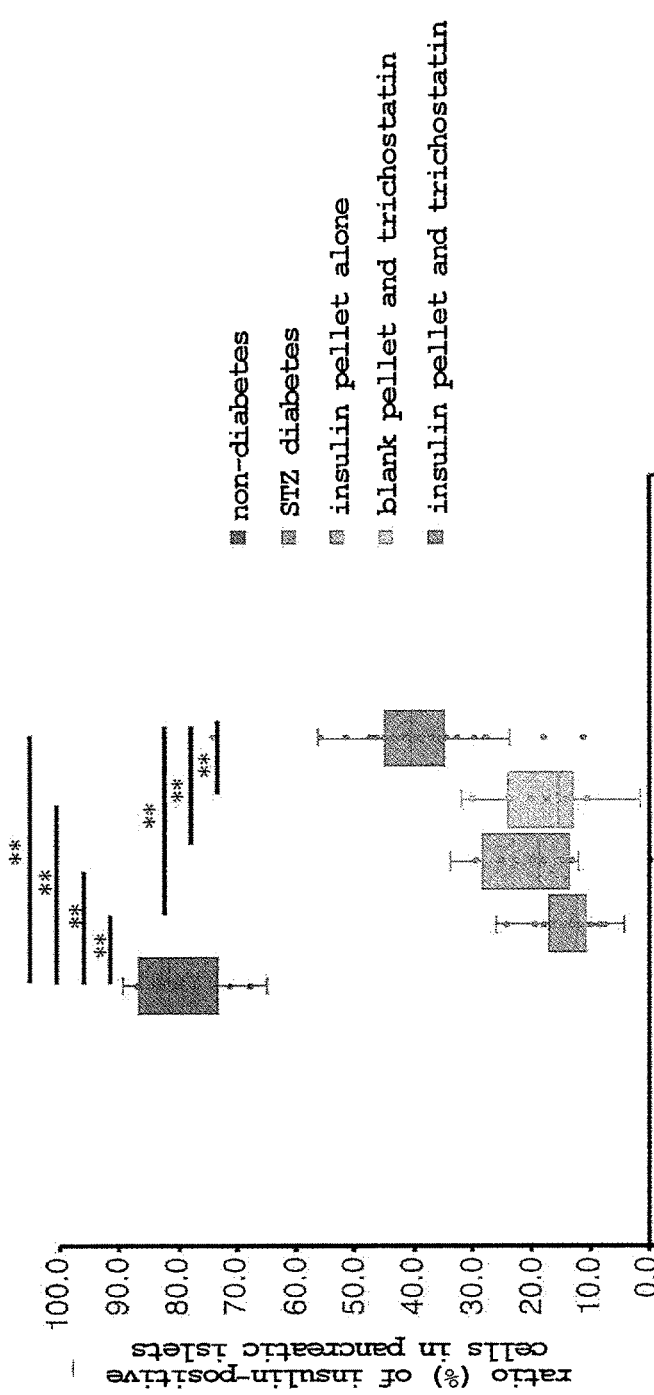 ratio (%) of insulin-positive
cells in pancreatic islets
100.0
90.0
80.0
70.0
60.0
50.0
40.0
30.0
20.0
10.0
0.0
**
**
**
**
**
**
**
non-diabetes
STZ diabetes
insulin pellet alone
blank pellet and trichostatin
insulin pellet and trichostatin